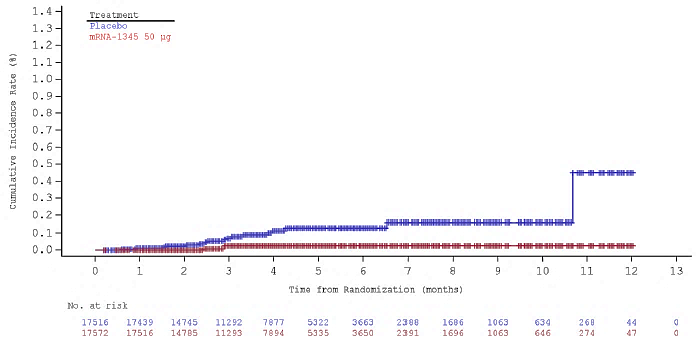 Treatment
Placebo
mRNA-1345 50 µg
Cumulative Incidence Rate (%)
1.4
1.3
1.2
1.1
1.0
0.9
0.8
0.7
0.6
0.5
0.4
0.3
0.2
0.1
0.0
0 1 2 3 4 5 6 7 8 9 10 11 12 13
Time from Randomization (months)
No. at risk
17516 17439 14745 11292 7877 5322 3663 2388 1686 1063 634 268 44 0
17572 17516 14785 11293 7894 5335 3650 2391 1696 1063 646 274 47 0